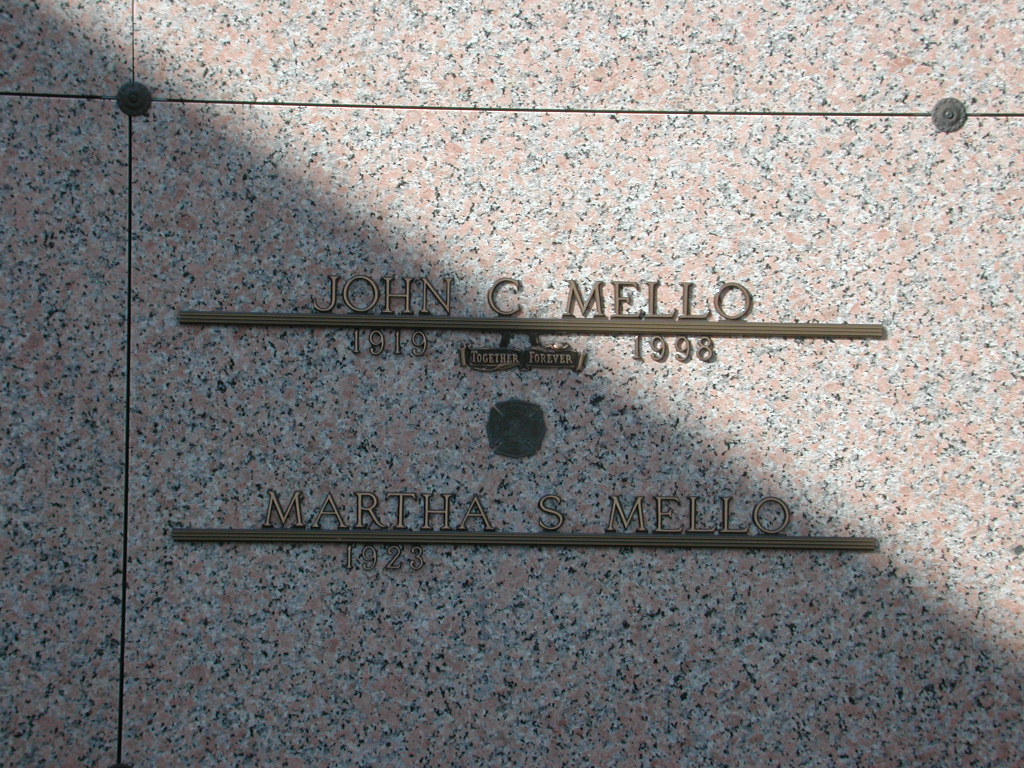 JOHN C MELLO
1919 1998
TOGETHER FOREVER
MARTHA S MELLO
1923